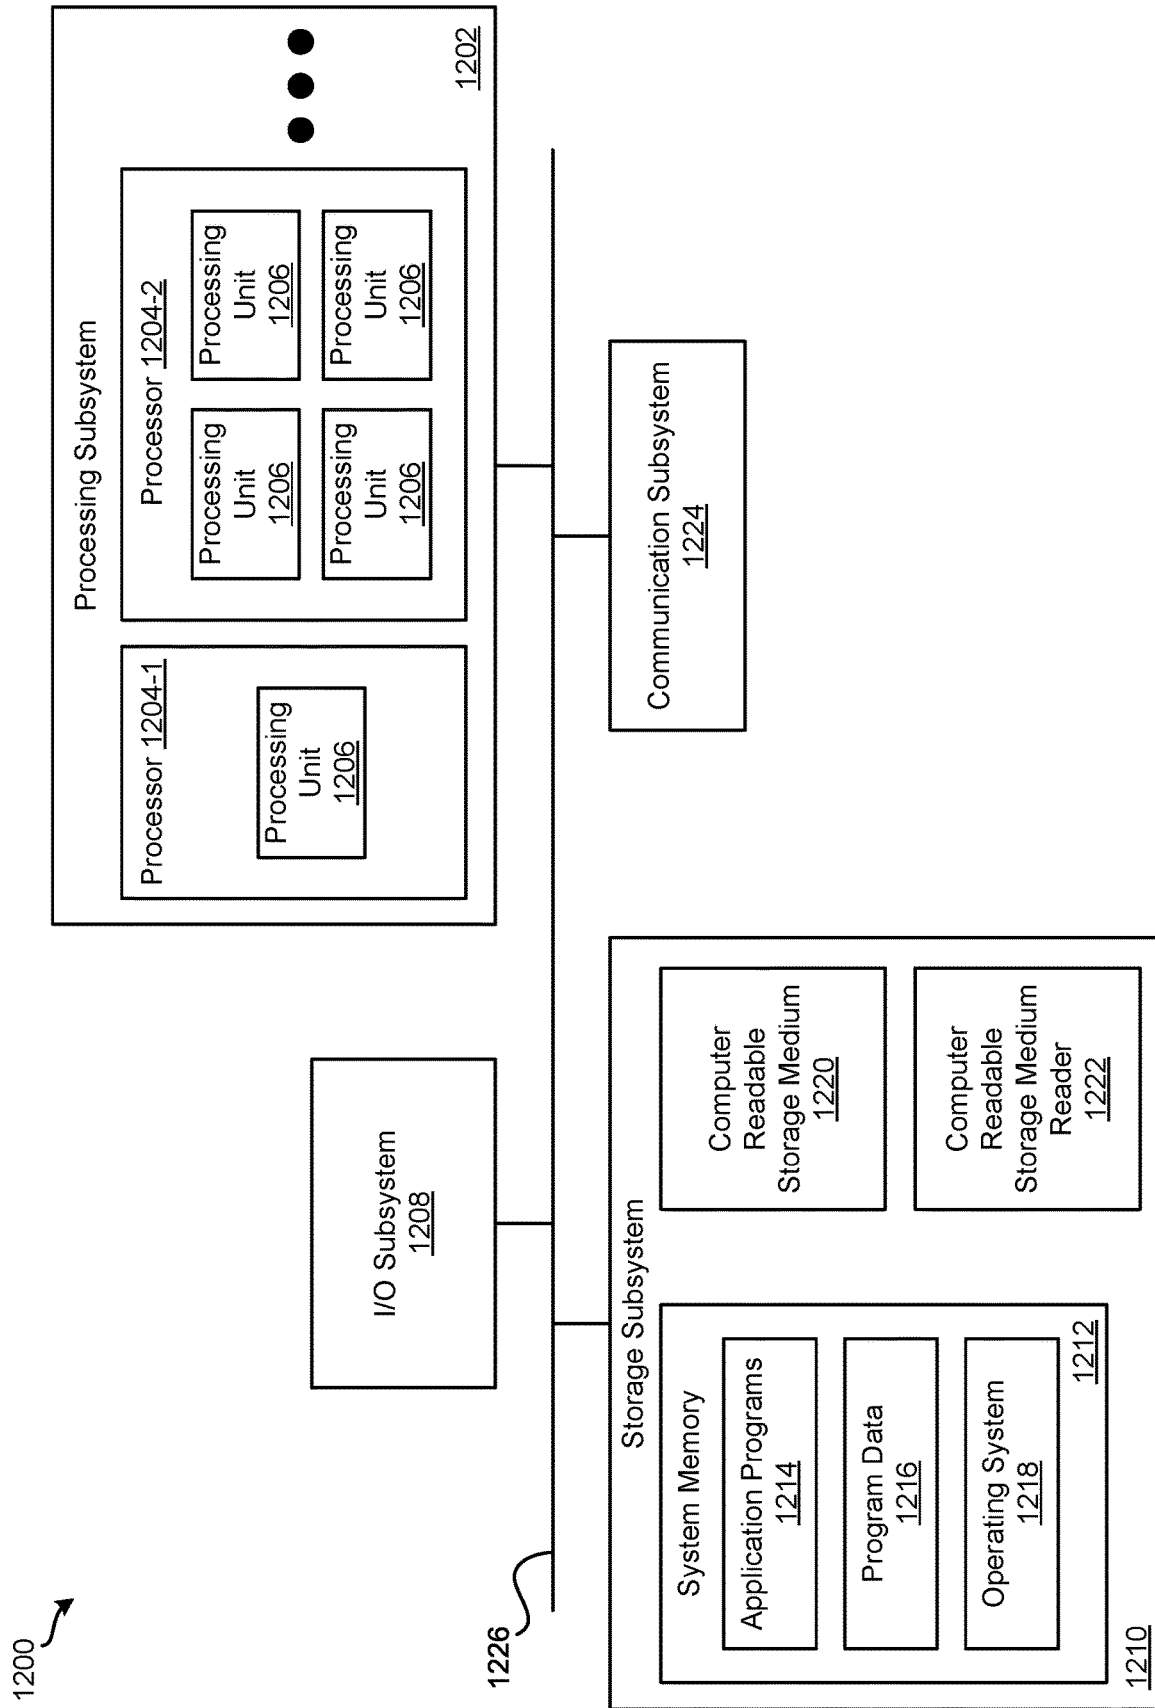 1200
I/O Subsystem
1208
Processing Subsystem
Processor 1204-1
Processing
Unit
1206
Processor 1204-2
Processing
Unit
1206
Processing
Unit
1206
Processing
Unit
1206
Processing
Unit
1206
1202
1226
Storage Subsystem
System Memory
Application Programs
1214
Program Data
1216
Operating System
1218
1212
Computer
Readable
Storage Medium
1220
Computer
Readable
Storage Medium
Reader
1222
1210
Communication Subsystem
1224